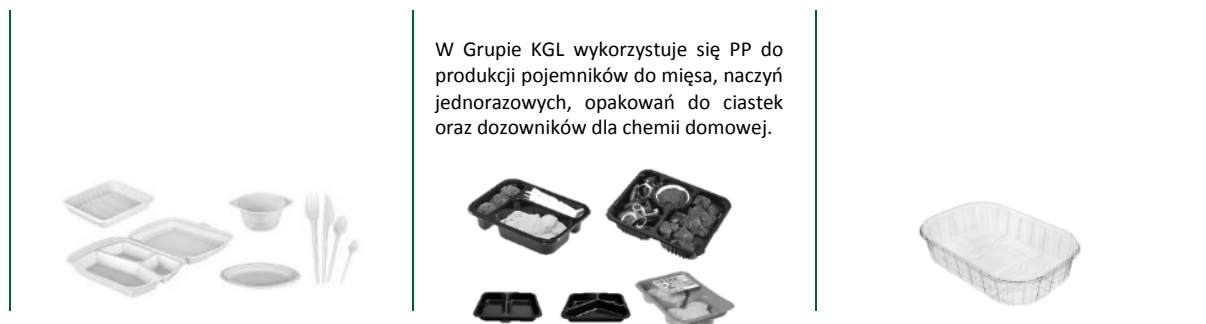 W Grupie KGL wykorzystuje się PP do
produkcji pojemników do mięsa, naczyń
jednorazowych, opakowań do ciastek
oraz dozowników dla chemii domowej.